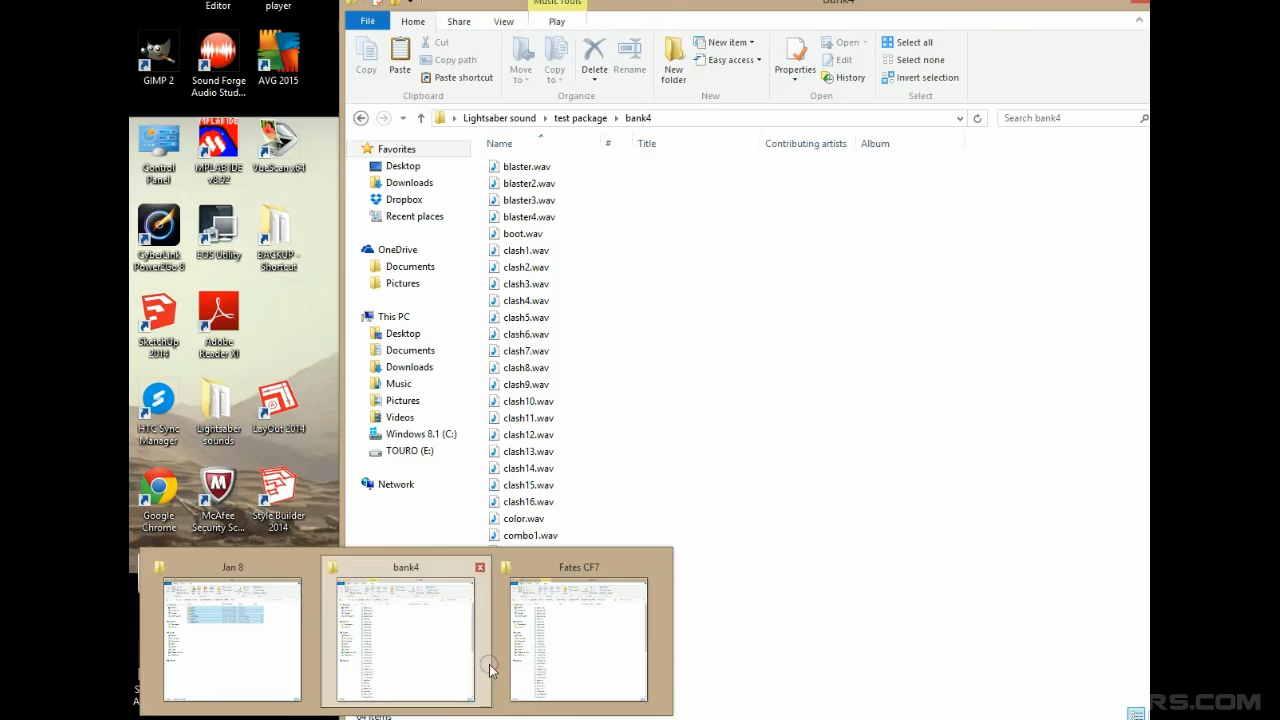 Editor
player
GIMP 2
Sound Forge
Audio Stud...
AVG 2015
Control
Panel
MPLAB IDE
v8.92
VueScan x64
CyberLink
Power2Go 8
EOS Utility
BACKUP -
Shortcut
SketchUp
2014
Adobe
Reader XI
HTC Sync
Manager
Lightsaber
sounds
LayOut 2014
Google
Chrome
McAfee
Security Sc...
Style Builder
2014
Music Tools
bank4
File
Home
Share
View
Play
Copy
Paste
Cut
Copy path
Paste shortcut
Clipboard
Move
to
Copy
to
Delete
Rename
Organize
New
folder
New item
Easy access
New
Properties
Open
Edit
History
Open
Select all
Select none
Invert selection
Select
Lightsaber sound
test package
bank4
Search bank4
Name
#
Title
Contributing artists
Album
Favorites
Desktop
Downloads
Dropbox
Recent places
OneDrive
Documents
Pictures
This PC
Desktop
Documents
Downloads
Music
Pictures
Videos
Windows 8.1 (C:)
TOURO (E:)
Network
blaster.wav
blaster2.wav
blaster3.wav
blaster4.wav
boot.wav
clash1.wav
clash2.wav
clash3.wav
clash4.wav
clash5.wav
clash6.wav
clash7.wav
clash8.wav
clash9.wav
clash10.wav
clash11.wav
clash12.wav
clash13.wav
clash14.wav
clash15.wav
clash16.wav
color.wav
combo1.wav
Jan 8
bank4
Fates CF7
64 items
RS.COM